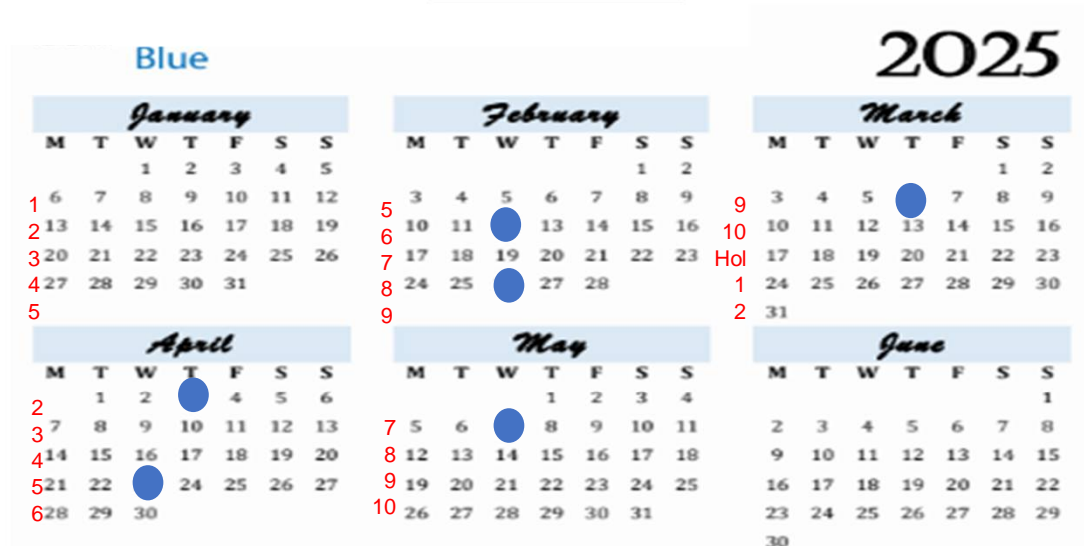 Blue
2025
January
M T W T F S S
1 2 3 4 5
1 6 7 8 9 10 11 12
2 13 14 15 16 17 18 19
3 20 21 22 23 24 25 26
4 27 28 29 30 31
5
February
M T W T F S S
1 2
5 3 4 5 6 7 8 9
6 10 11 13 14 15 16
7 17 18 19 20 21 22 23
8 24 25 27 28
9
March
M T W T F S S
1 2
9 3 4 5 7 8 9
10 10 11 12 13 14 15 16
Hol 17 18 19 20 21 22 23
1 24 25 26 27 28 29 30
2 31
April
M T W T F S S
2 1 2 4 5 6
3 7 8 9 10 11 12 13
4 14 15 16 17 18 19 20
5 21 22 24 25 26 27
6 28 29 30
May
M T W T F S S
1 2 3 4
7 5 6 8 9 10 11
8 12 13 14 15 16 17 18
9 19 20 21 22 23 24 25
10 26 27 28 29 30 31
June
M T W T F S S
1
2 3 4 5 6 7 8
9 10 11 12 13 14 15
16 17 18 19 20 21 22
23 24 25 26 27 28 29
30